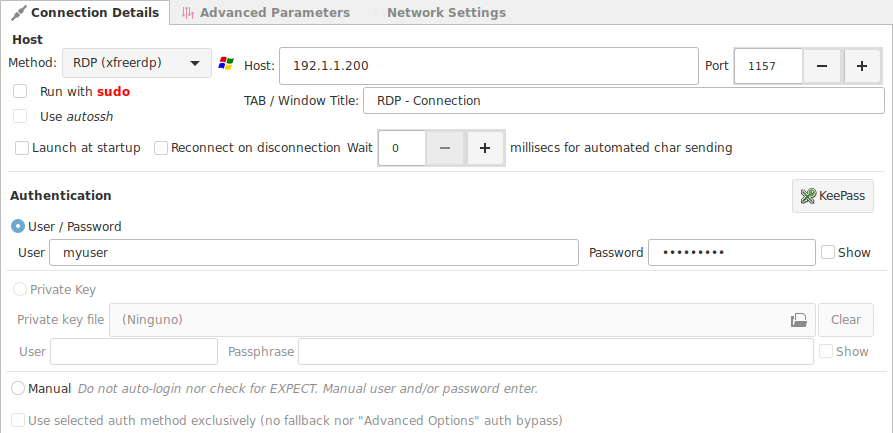 Connection Details Advanced Parameters Network Settings
Host
Method: RDP (xfreerdp) Host: 192.1.1.200 Port 1157
Run with sudo
TAB / Window Title: RDP - Connection
Use autossh
Launch at startup Reconnect on disconnection Wait 0 millisecs for automated char sending
Authentication KeePass
User / Password
User myuser Password ••••••••• Show
Private Key
Private key file (Ninguno) Clear
User Passphrase Show
Manual Do not auto-login nor check for EXPECT. Manual user and/or password enter.
Use selected auth method exclusively (no fallback nor "Advanced Options" auth bypass)